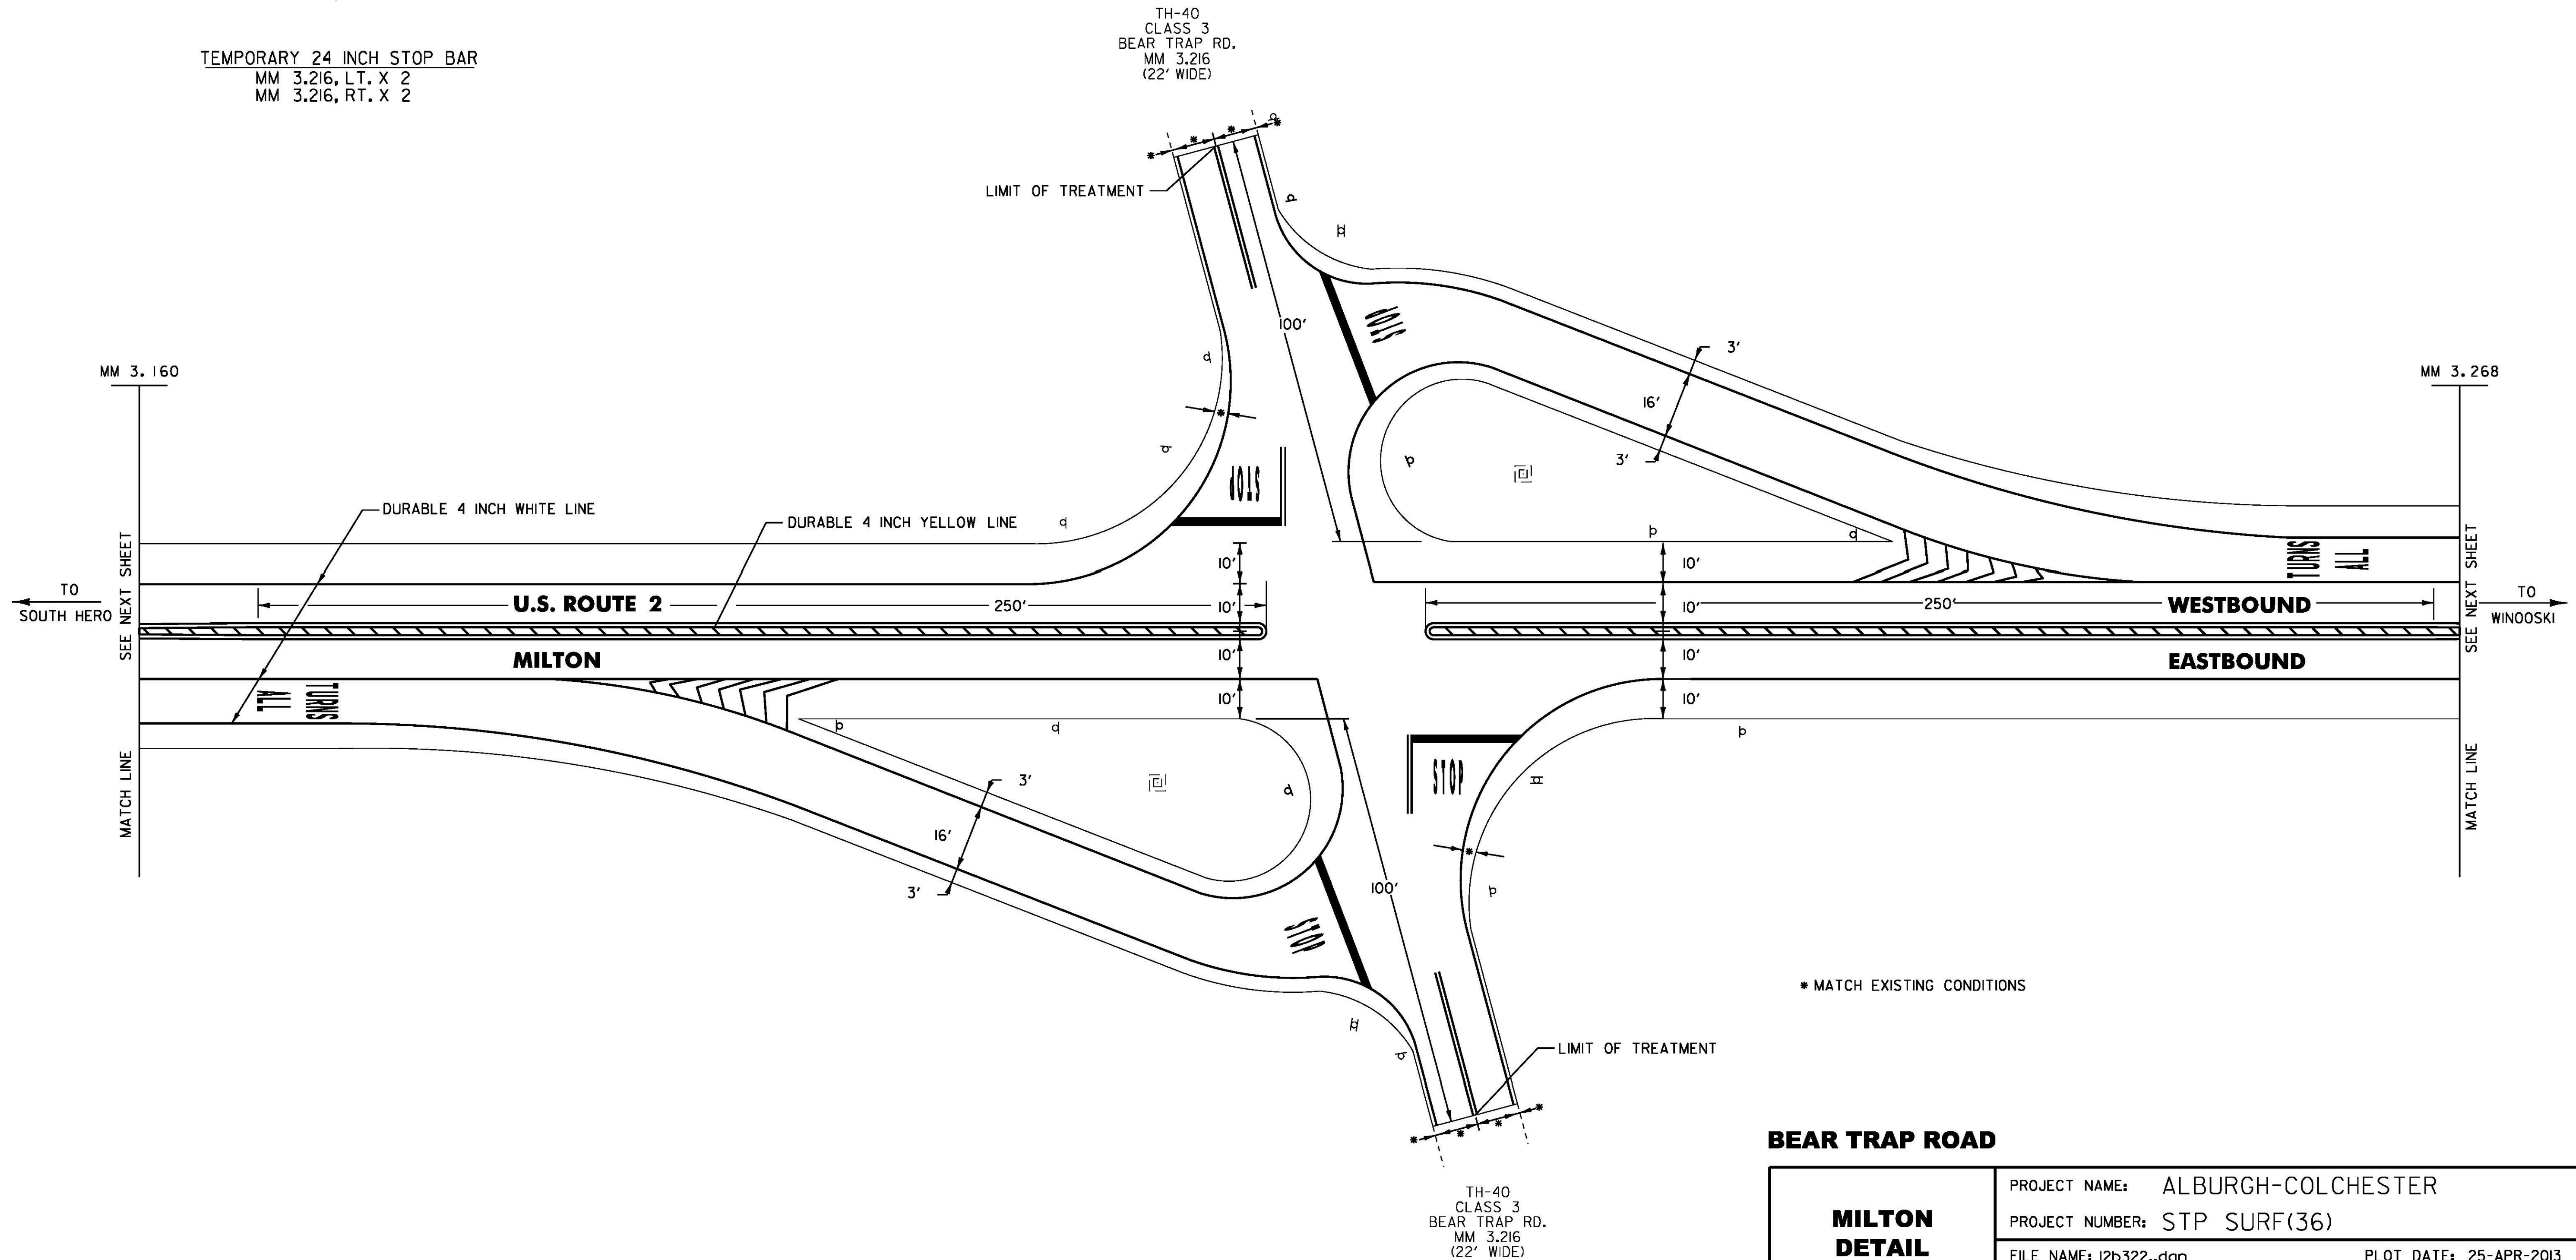 TEMPORARY 24 INCH STOP BAR
MM 3.216, LT. X 2
MM 3.216, RT. X 2
TH-40
CLASS 3
BEAR TRAP RD.
MM 3.216
(22' WIDE)
LIMIT OF TREATMENT
100'
STOP
3'
16'
3'
MM 3.160
MM 3.268
DURABLE 4 INCH WHITE LINE
DURABLE 4 INCH YELLOW LINE
STOP
SEE NEXT SHEET
TO
SOUTH HERO
U.S. ROUTE 2
250'
10'
10'
10'
10'
10'
10'
10'
10'
250'
WESTBOUND
TURNS
ALL
SEE NEXT SHEET
TO
WINOOSKI
MILTON
EASTBOUND
ALL
TURNS
MATCH LINE
MATCH LINE
3'
16'
3'
STOP
STOP
100'
* MATCH EXISTING CONDITIONS
LIMIT OF TREATMENT
TH-40
CLASS 3
BEAR TRAP RD.
MM 3.216
(22' WIDE)
BEAR TRAP ROAD
MILTON
DETAIL
PROJECT NAME: ALBURGH-COLCHESTER
PROJECT NUMBER: STP SURF(36)
PLOT DATE: 25-APR-2013